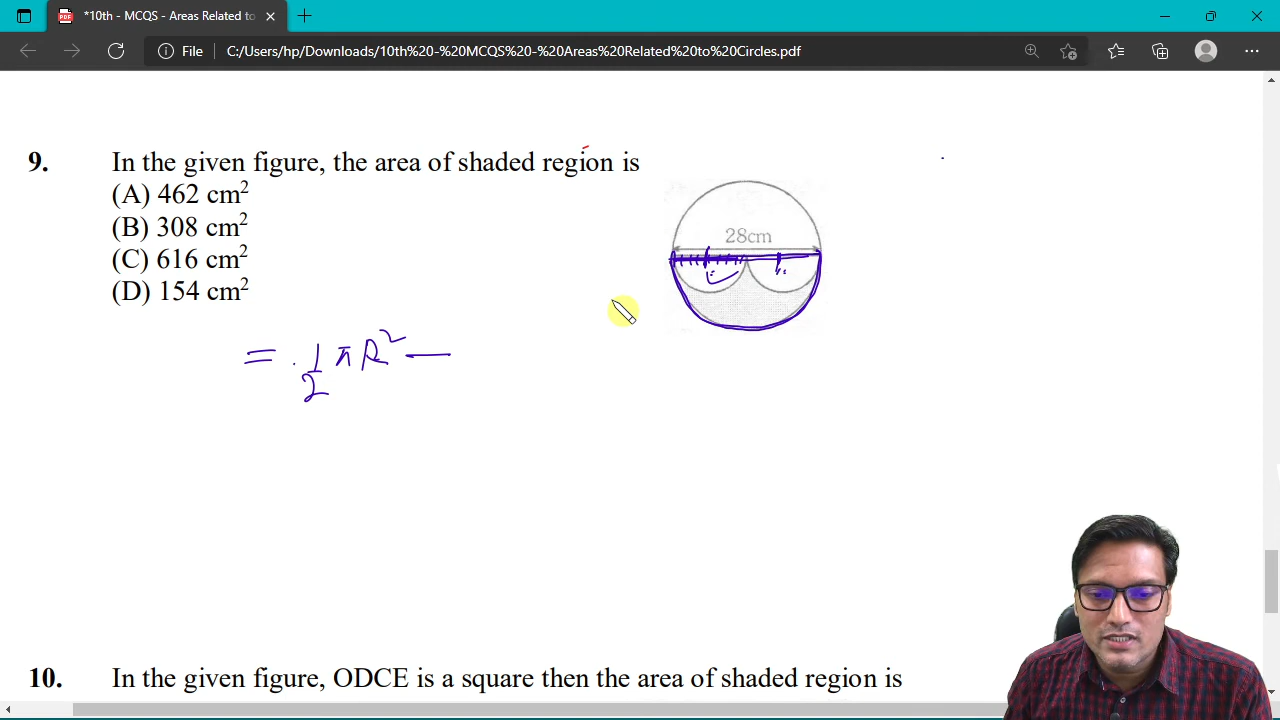 *10th - MCQS - Areas Related to
File
C:/Users/hp/Downloads/10th%20-%20MCQS%20-%20Areas%20Related%20to%20Circles.pdf
9. In the given figure, the area of shaded region is
(A) 462 cm²
(B) 308 cm²
(C) 616 cm²
(D) 154 cm²
28cm
= 1/2 π R² —
10. In the given figure, ODCE is a square then the area of shaded region is